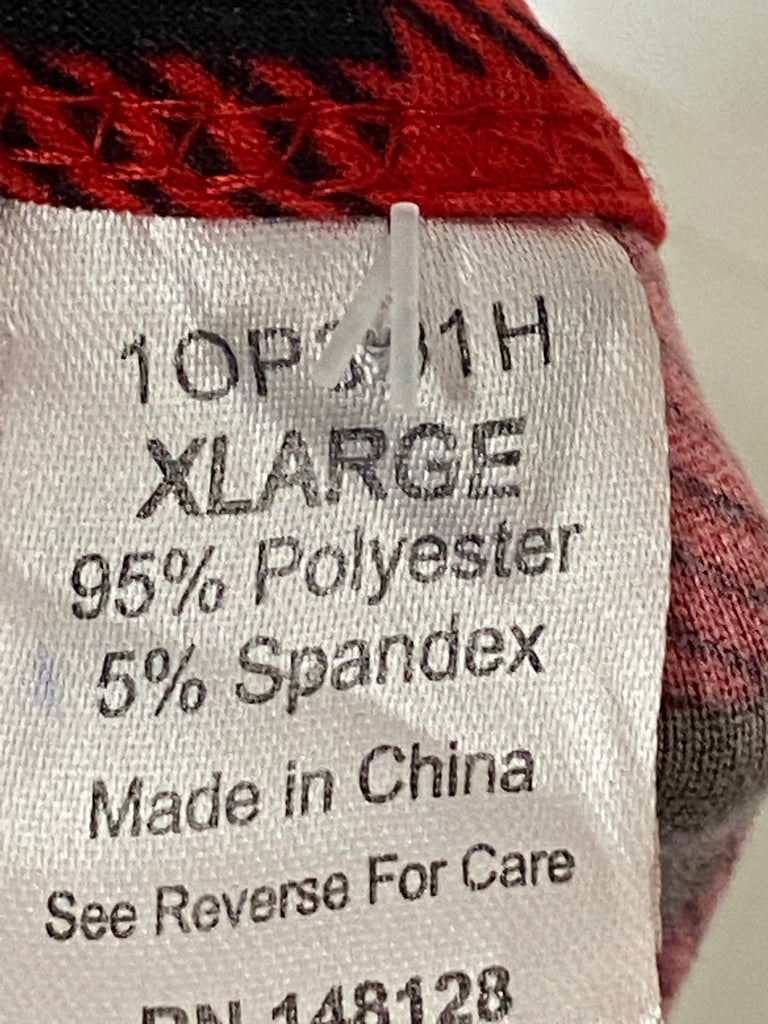 XLARGE
95% Polyester
5% Spandex
Made in China
See Reverse For Care
RN 148128